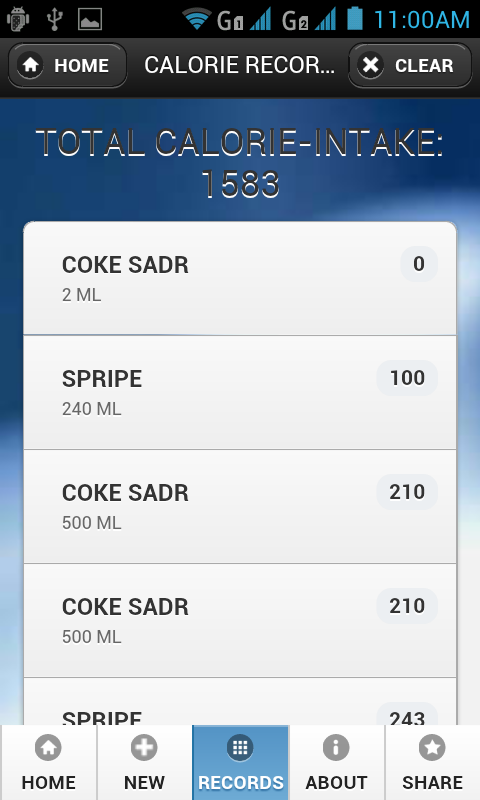 G1 G2 11:00AM
HOME CALORIE RECOR... CLEAR
TOTAL CALORIE-INTAKE:
1583
COKE SADR 0
2 ML
SPRIPE 100
240 ML
COKE SADR 210
500 ML
COKE SADR 210
500 ML
SPRIPE 243
HOME NEW RECORDS ABOUT SHARE